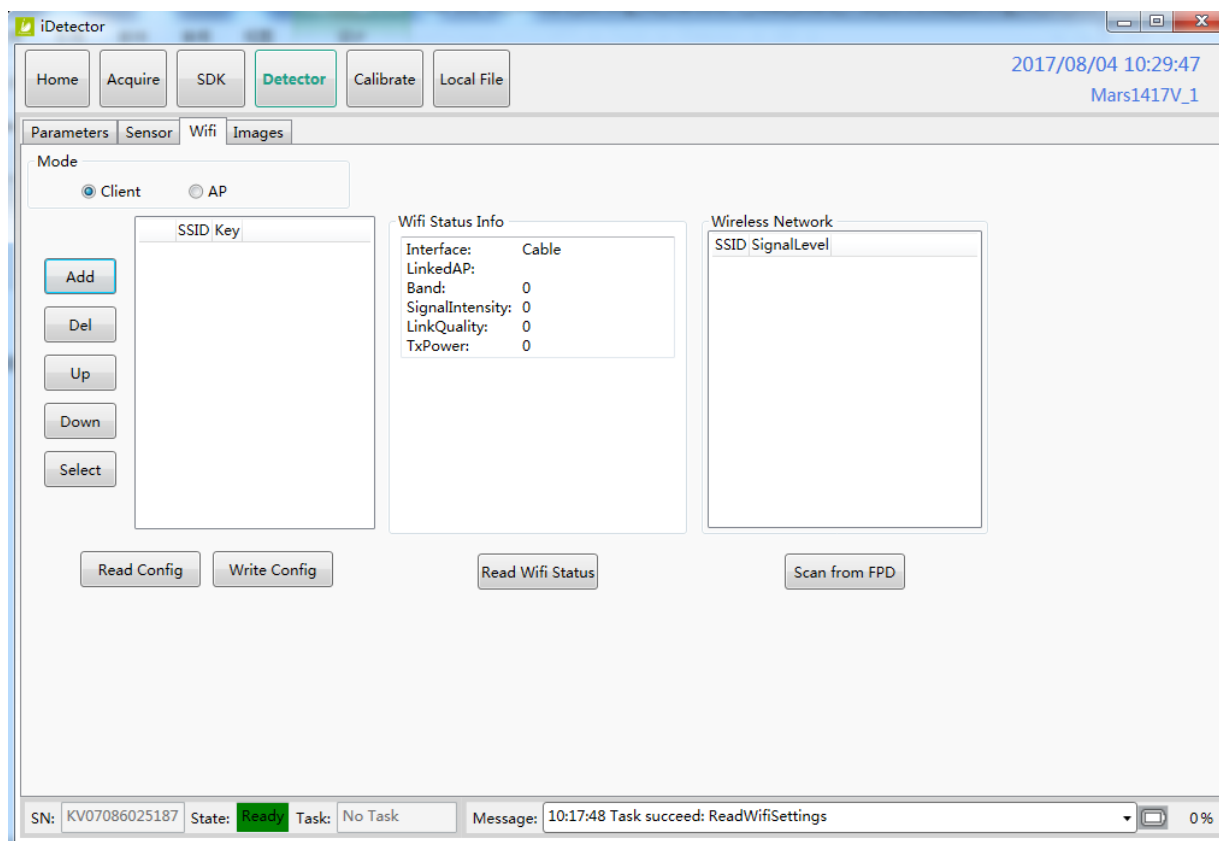 iDetector
Home Acquire SDK Detector Calibrate Local File
2017/08/04 10:29:47
Mars1417V_1
Parameters Sensor Wifi Images
Mode
Client AP
SSID Key
Add
Del
Up
Down
Select
Read Config Write Config
Wifi Status Info
Interface: Cable
LinkedAP:
Band: 0
SignalIntensity: 0
LinkQuality: 0
TxPower: 0
Read Wifi Status
Wireless Network
SSID SignalLevel
Scan from FPD
SN: KV07086025187 State: Ready Task: No Task Message: 10:17:48 Task succeed: ReadWifiSettings 0%